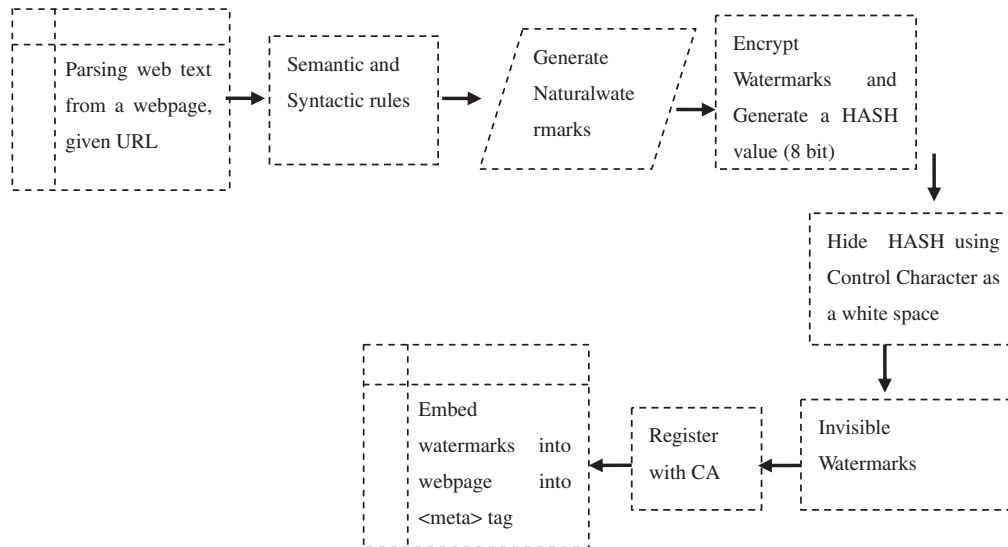 Parsing web text
from a webpage,
given URL
Semantic and
Syntactic rules
Generate
Naturalwate
rmarks
Encrypt
Watermarks and
Generate a HASH
value (8 bit)
Hide HASH using
Control Character as
a white space
Invisible
Watermarks
Register
with CA
Embed
watermarks into
webpage into
<meta> tag